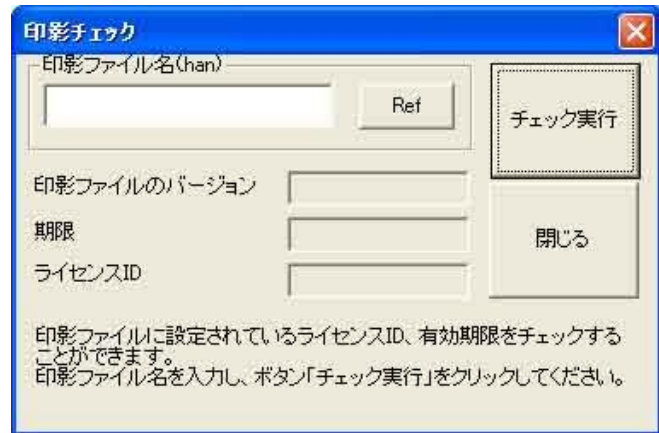 印影チェック
印影ファイル名(han)
Ref
チェック実行
印影ファイルのバージョン
期限
閉じる
ライセンスID
印影ファイルに設定されているライセンスID、有効期限をチェックする
ことができます。
印影ファイル名を入力し、ボタン「チェック実行」をクリックしてください。